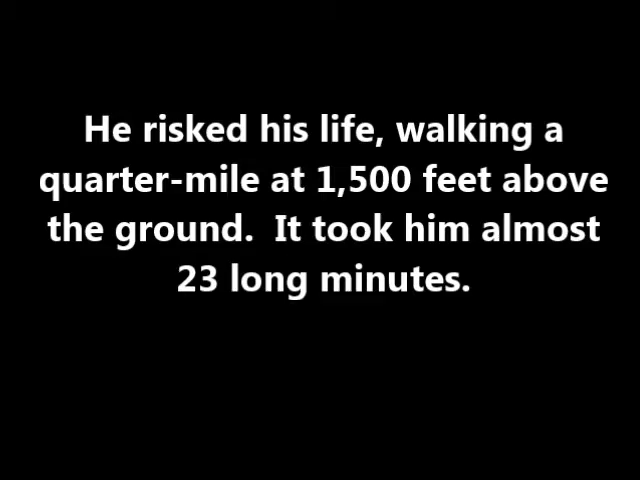 He risked his life, walking a
quarter-mile at 1,500 feet above
the ground.  It took him almost
23 long minutes.